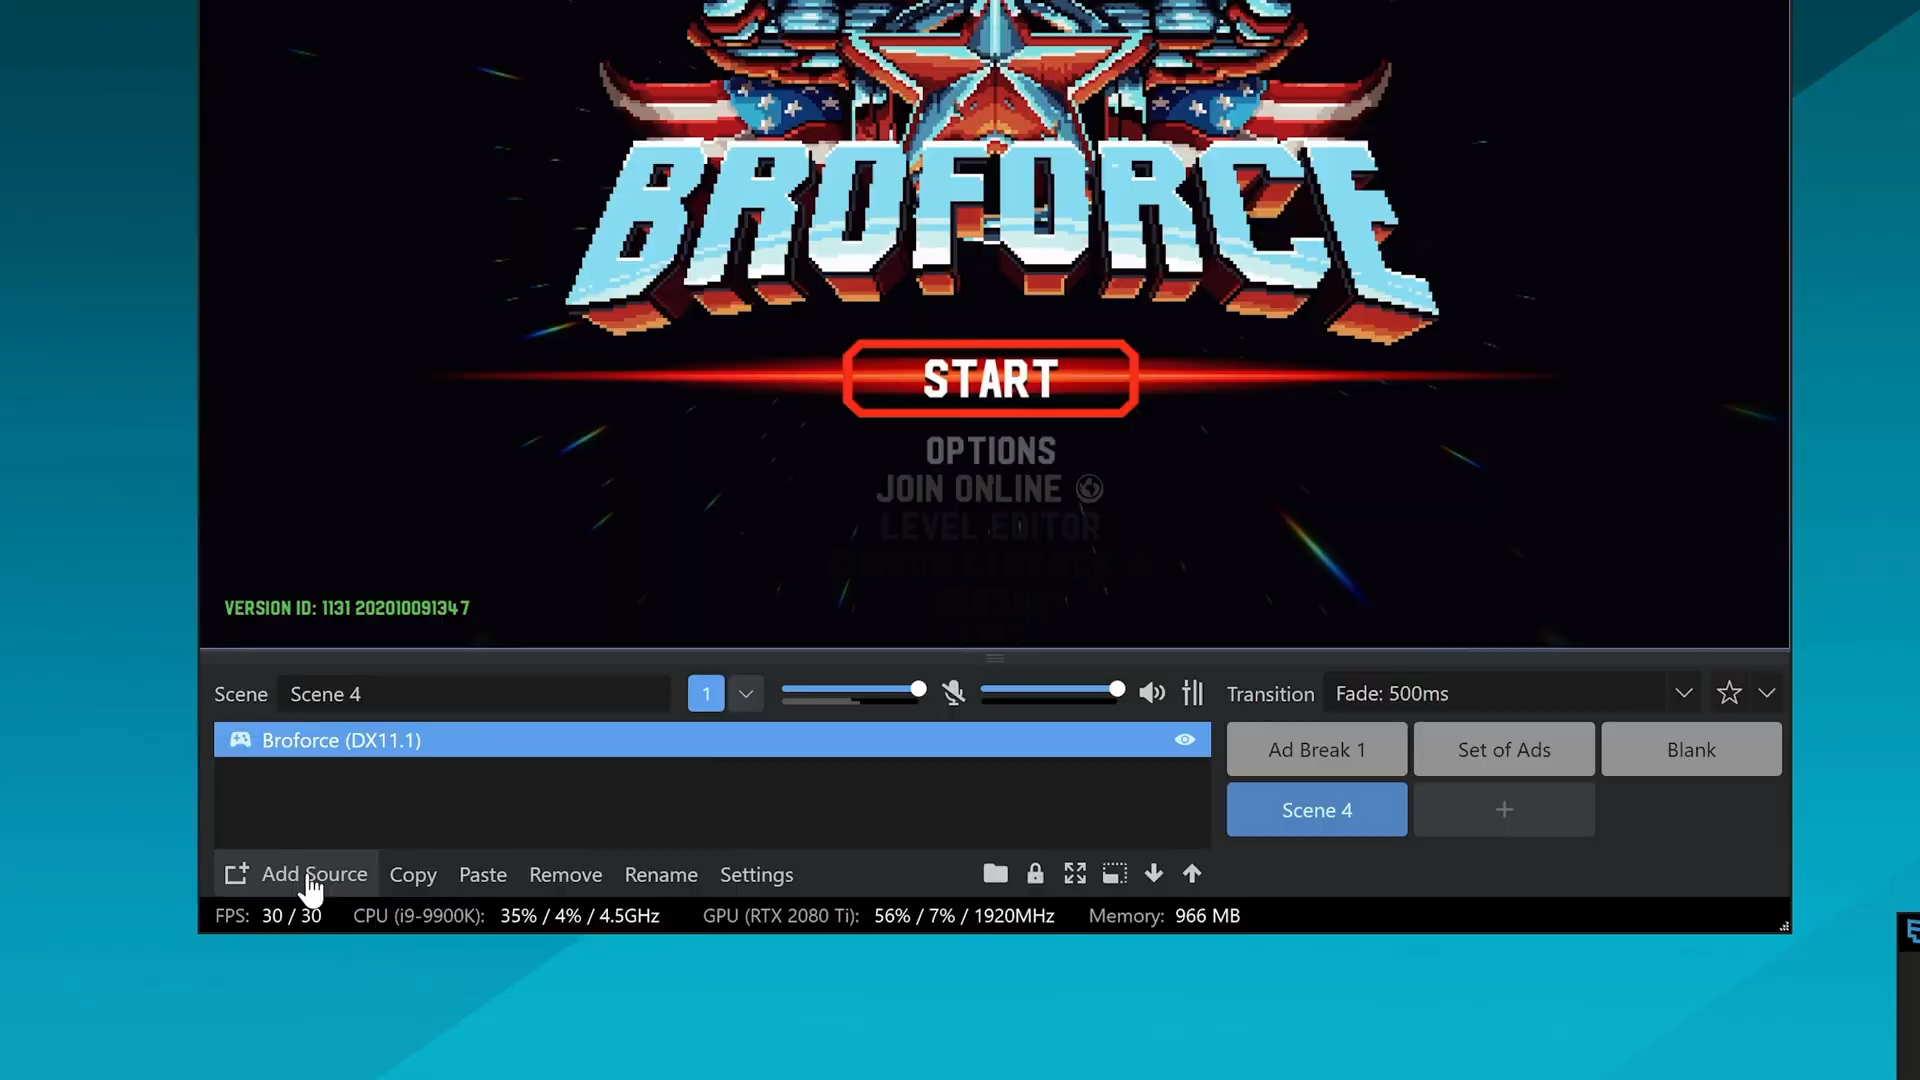 BROFORCE
START
OPTIONS
JOIN ONLINE
LEVEL EDITOR
VERSION ID: 1131 202010091347
Scene Scene 4 1 Transition Fade: 500ms
Broforce (DX11.1) Ad Break 1 Set of Ads Blank
Scene 4 +
Add Source Copy Paste Remove Rename Settings
FPS: 30 / 30 CPU (i9-9900K): 35% / 4% / 4.5GHz GPU (RTX 2080 Ti): 56% / 7% / 1920MHz Memory: 966 MB